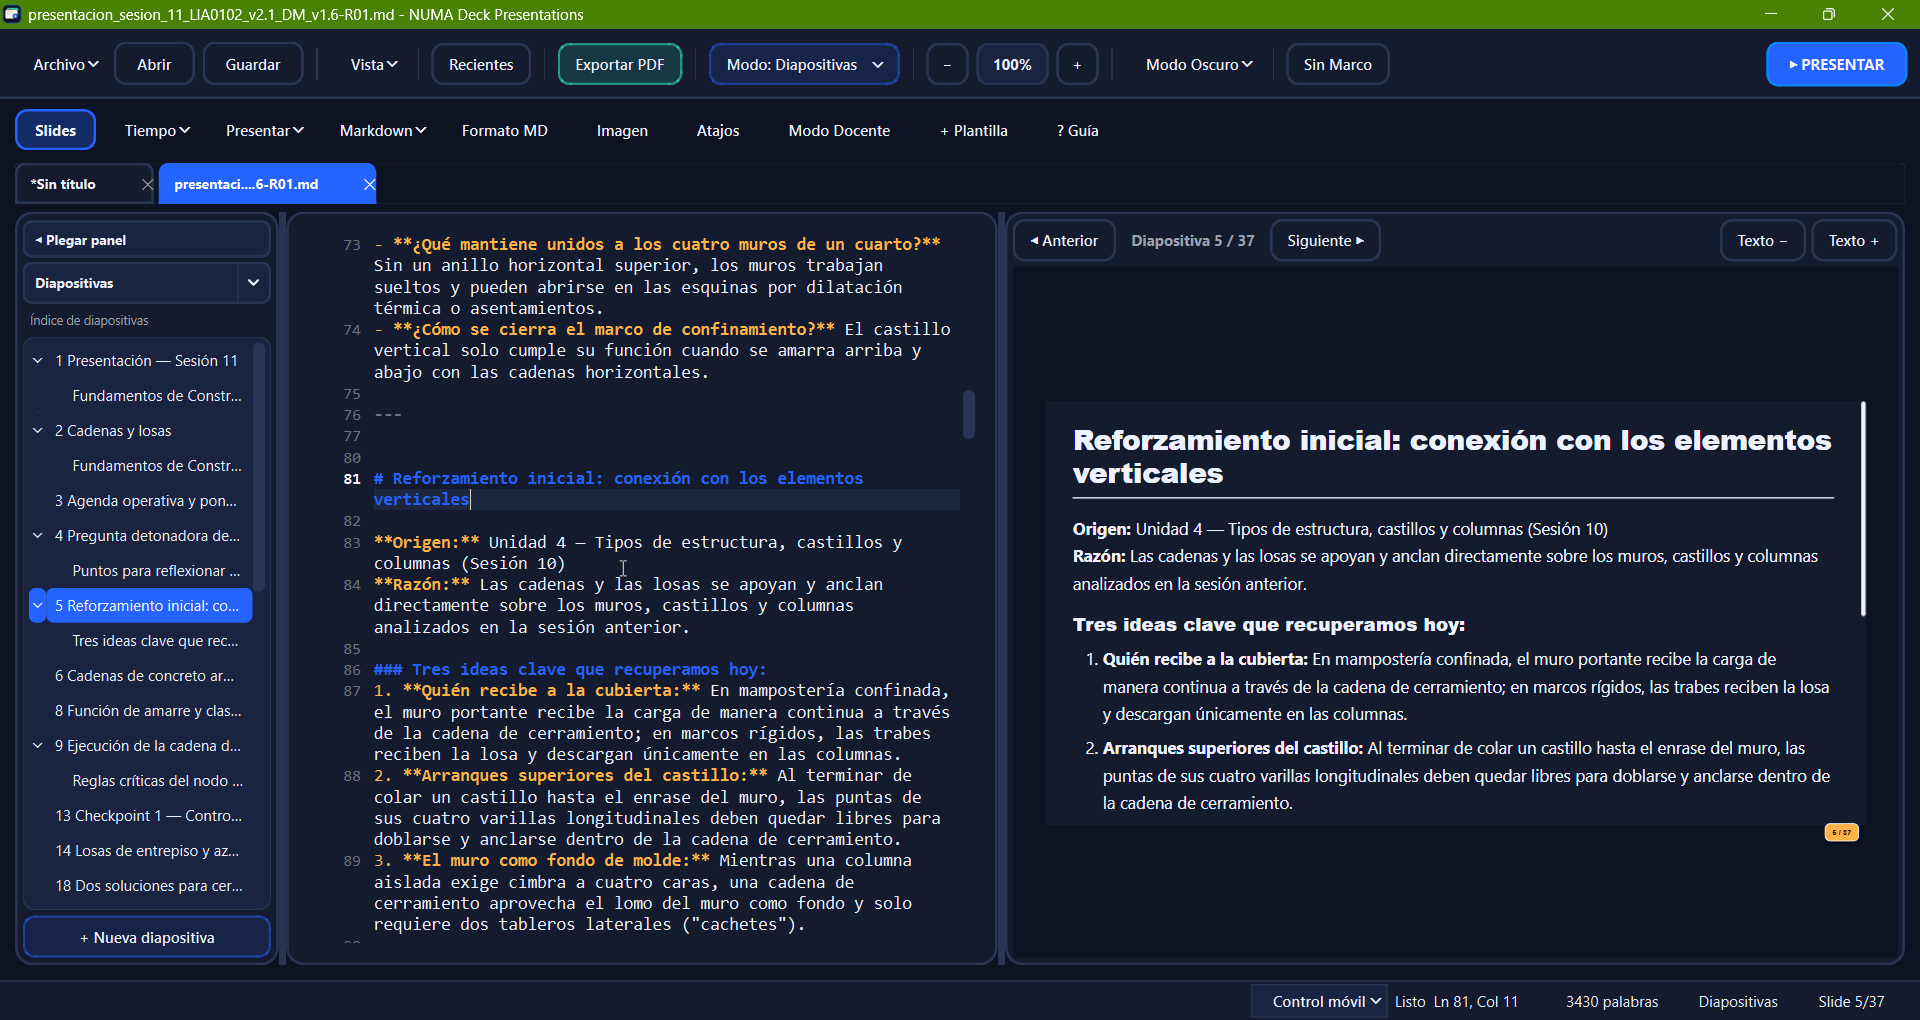 presentacion_sesion_11_LIA0102_v2.1_DM_v1.6-R01.md - NUMA Deck Presentations
Archivo Abrir Guardar Vista Recientes Exportar PDF Modo: Diapositivas − 100% + Modo Oscuro Sin Marco PRESENTAR
Slides Tiempo Presentar Markdown Formato MD Imagen Atajos Modo Docente + Plantilla ? Guía
*Sin título
presentaci....6-R01.md
Plegar panel
Diapositivas
Índice de diapositivas
1 Presentación — Sesión 11
Fundamentos de Constr...
2 Cadenas y losas
Fundamentos de Constr...
3 Agenda operativa y pon...
4 Pregunta detonadora de...
Puntos para reflexionar ...
5 Reforzamiento inicial: co...
Tres ideas clave que rec...
6 Cadenas de concreto ar...
8 Función de amarre y clas...
9 Ejecución de la cadena d...
Reglas críticas del nodo ...
13 Checkpoint 1 — Contro...
14 Losas de entrepiso y az...
18 Dos soluciones para cer...
+ Nueva diapositiva
73 - **¿Qué mantiene unidos a los cuatro muros de un cuarto?**
Sin un anillo horizontal superior, los muros trabajan
sueltos y pueden abrirse en las esquinas por dilatación
térmica o asentamientos.
74 - **¿Cómo se cierra el marco de confinamiento?** El castillo
vertical solo cumple su función cuando se amarra arriba y
abajo con las cadenas horizontales.
75
76 ---
77
80
81 # Reforzamiento inicial: conexión con los elementos
verticales
82
83 **Origen:** Unidad 4 — Tipos de estructura, castillos y
columnas (Sesión 10)
84 **Razón:** Las cadenas y las losas se apoyan y anclan
directamente sobre los muros, castillos y columnas
analizados en la sesión anterior.
85
86 ### Tres ideas clave que recuperamos hoy:
87 1. **Quién recibe a la cubierta:** En mampostería confinada,
el muro portante recibe la carga de manera continua a través
de la cadena de cerramiento; en marcos rígidos, las trabes
reciben la losa y descargan únicamente en las columnas.
88 2. **Arranques superiores del castillo:** Al terminar de
colar un castillo hasta el enrase del muro, las puntas de
sus cuatro varillas longitudinales deben quedar libres para
doblarse y anclarse dentro de la cadena de cerramiento.
89 3. **El muro como fondo de molde:** Mientras una columna
aislada exige cimbra a cuatro caras, una cadena de
cerramiento aprovecha el lomo del muro como fondo y solo
requiere dos tableros laterales ("cachetes").
Anterior Diapositiva 5 / 37 Siguiente Texto − Texto +
Reforzamiento inicial: conexión con los elementos
verticales
Origen: Unidad 4 — Tipos de estructura, castillos y columnas (Sesión 10)
Razón: Las cadenas y las losas se apoyan y anclan directamente sobre los muros, castillos y columnas
analizados en la sesión anterior.
Tres ideas clave que recuperamos hoy:
1. Quién recibe a la cubierta: En mampostería confinada, el muro portante recibe la carga de
manera continua a través de la cadena de cerramiento; en marcos rígidos, las trabes reciben la losa
y descargan únicamente en las columnas.
2. Arranques superiores del castillo: Al terminar de colar un castillo hasta el enrase del muro, las
puntas de sus cuatro varillas longitudinales deben quedar libres para doblarse y anclarse dentro de
la cadena de cerramiento.
5 / 37
Control móvil Listo Ln 81, Col 11 3430 palabras Diapositivas Slide 5/37